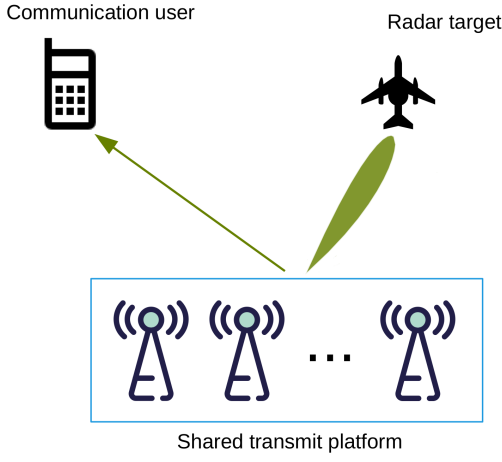 Communication user
Radar target
...
Shared transmit platform